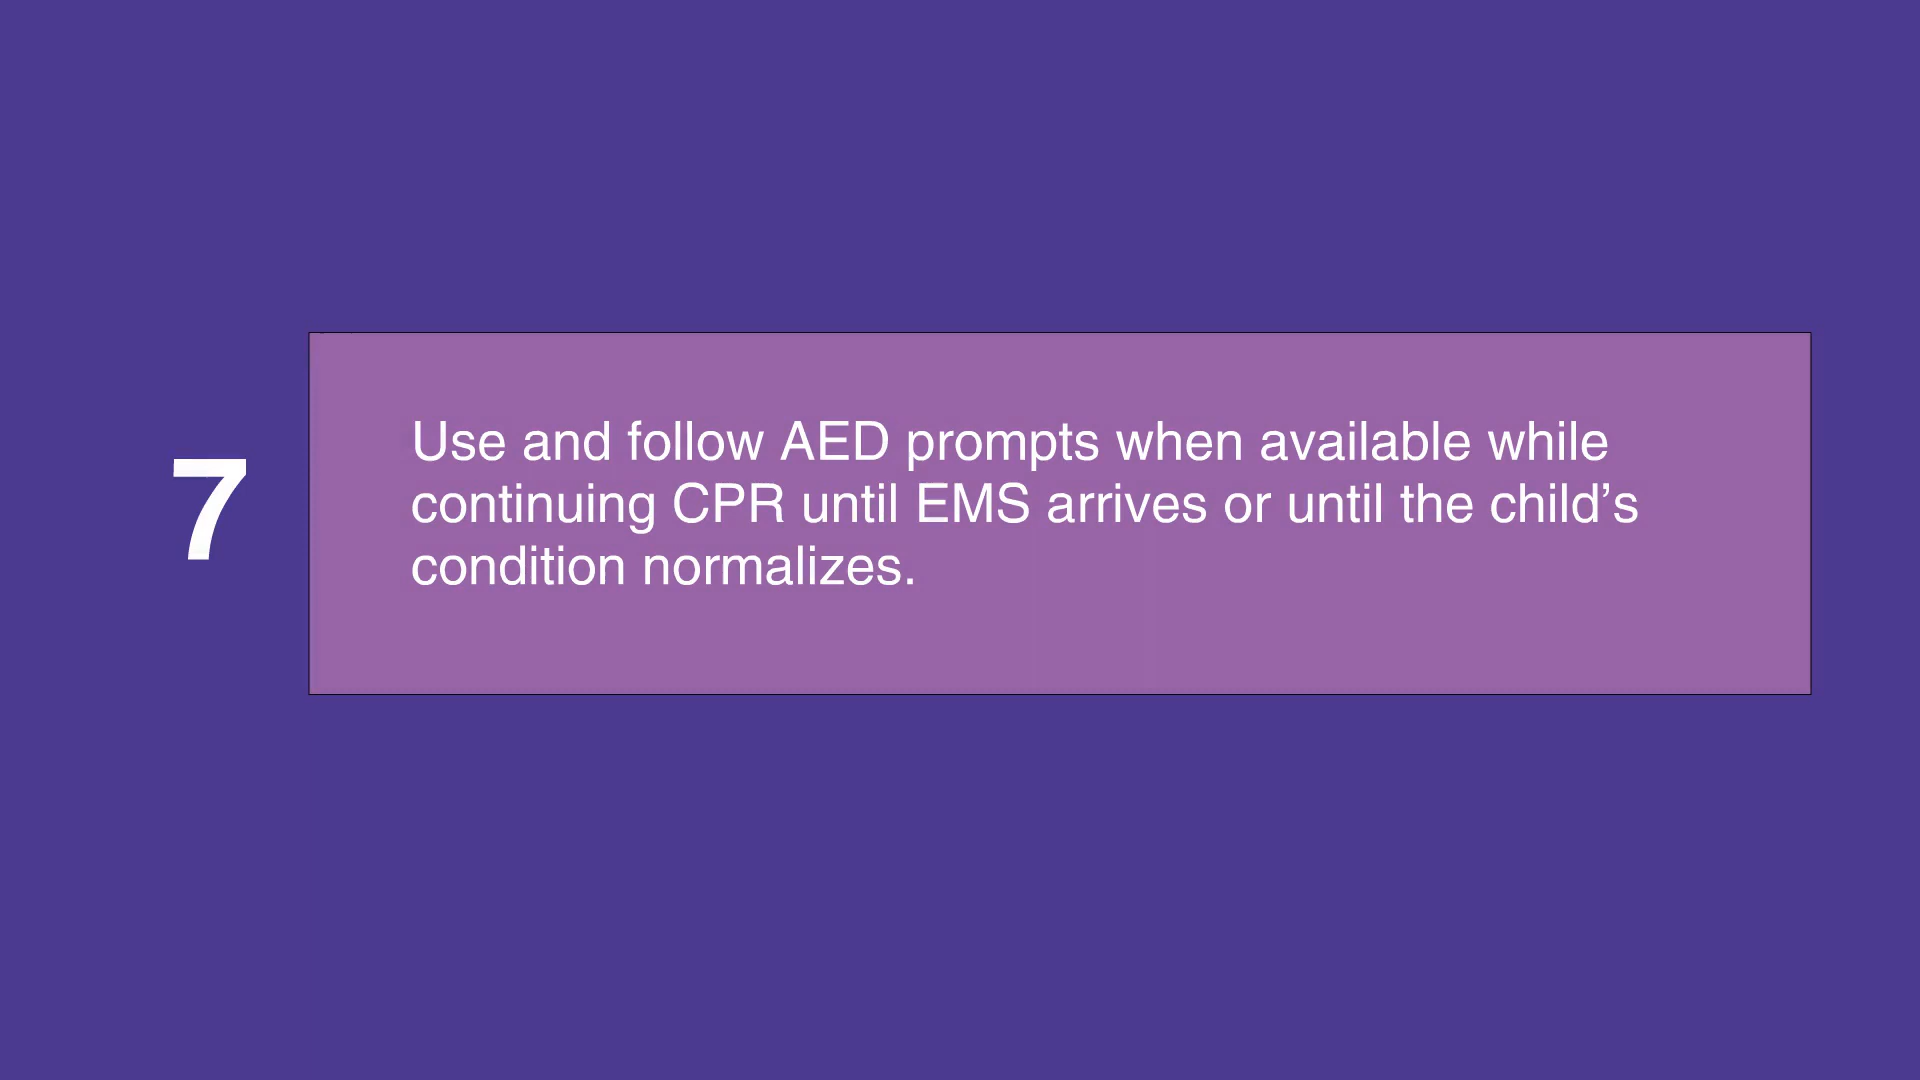 7
Use and follow AED prompts when available while
continuing CPR until EMS arrives or until the child’s
condition normalizes.